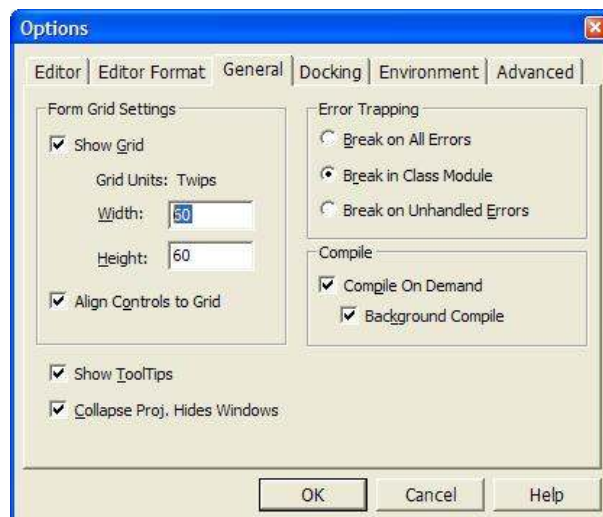 Options
Editor Editor Format General Docking Environment Advanced
Form Grid Settings
Show Grid
Grid Units: Twips
Width: 60
Height: 60
Align Controls to Grid
Show ToolTips
Collapse Proj. Hides Windows
Error Trapping
Break on All Errors
Break in Class Module
Break on Unhandled Errors
Compile
Compile On Demand
Background Compile
OK Cancel Help